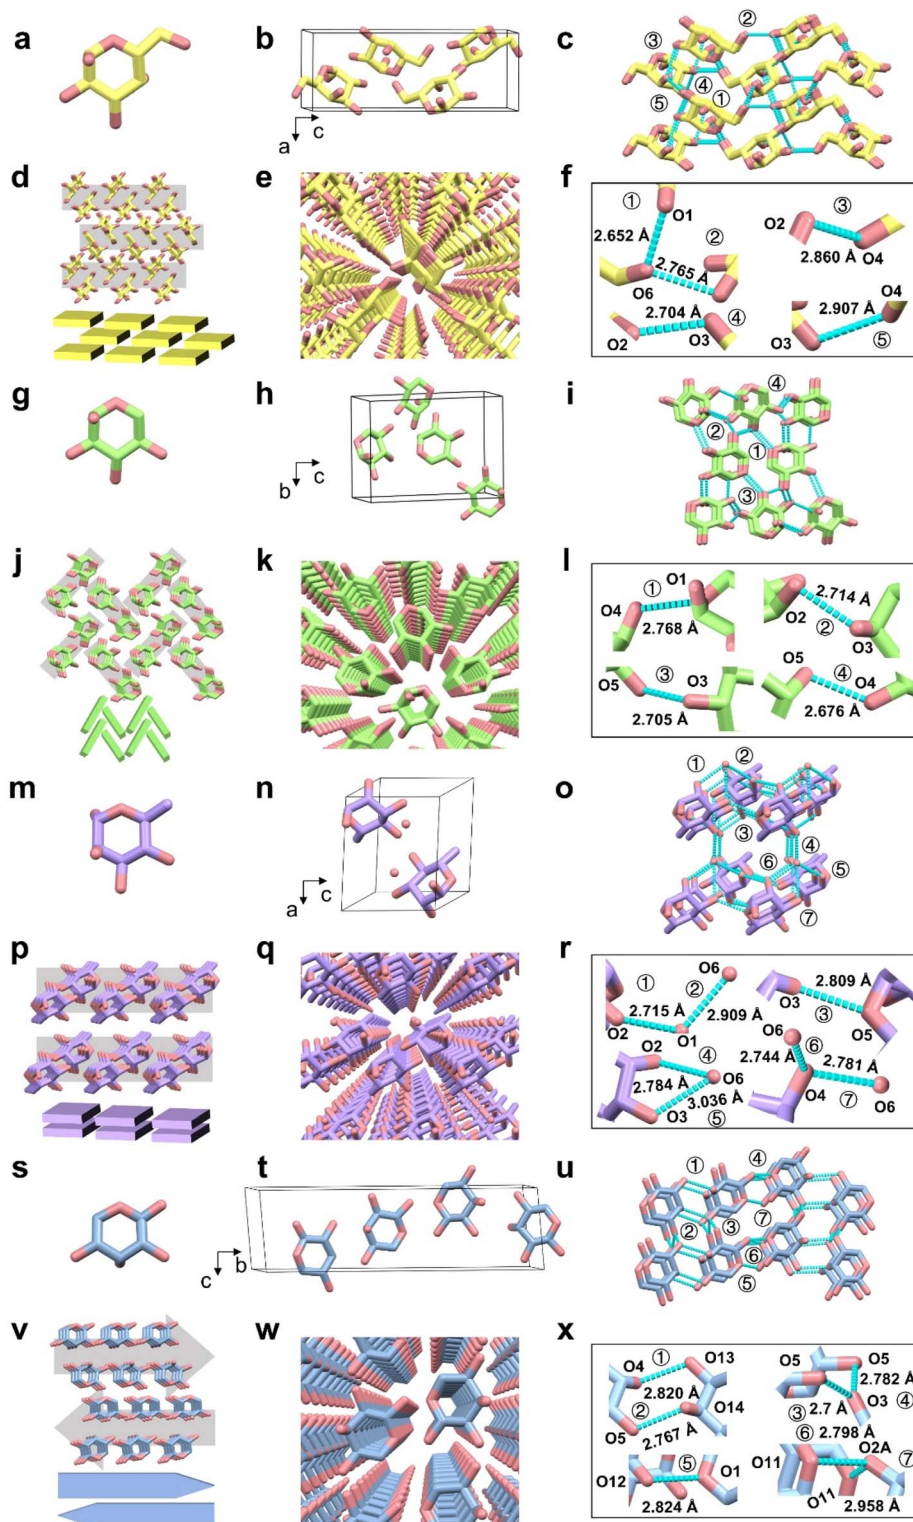 a
b
a
c
c
②
③
④
①
⑤
d
e
f
①
O1
2.652 Å
②
2.765 Å
O6
O2
③
2.860 Å
O4
2.704 Å
④
O2
O3
O4
2.907 Å
O3
⑤
g
h
b
c
i
④
②
①
③
j
k
l
①
O1
O4
2.768 Å
2.714 Å
O2
②
O3
O5
③
O3
2.705 Å
O5
④
O4
2.676 Å
m
n
a
c
o
①
②
③
④
⑥
⑤
⑦
p
q
r
①
②
O6
2.715 Å
2.909 Å
O2
O1
2.809 Å
O3
③
O5
O2
④
O6
2.784 Å
3.036 Å
O3
⑤
O6
⑥
2.744 Å
2.781 Å
O4
⑦
O6
s
t
c
b
u
①
④
②
③
⑦
⑥
⑤
v
w
x
O4
①
O13
2.820 Å
②
O14
O5
2.767 Å
O5
O5
2.782 Å
③
2.7 Å
O3
④
2.798 Å
⑤
O12
O1
2.824 Å
⑥
O2A
O11
⑦
O11
2.958 Å